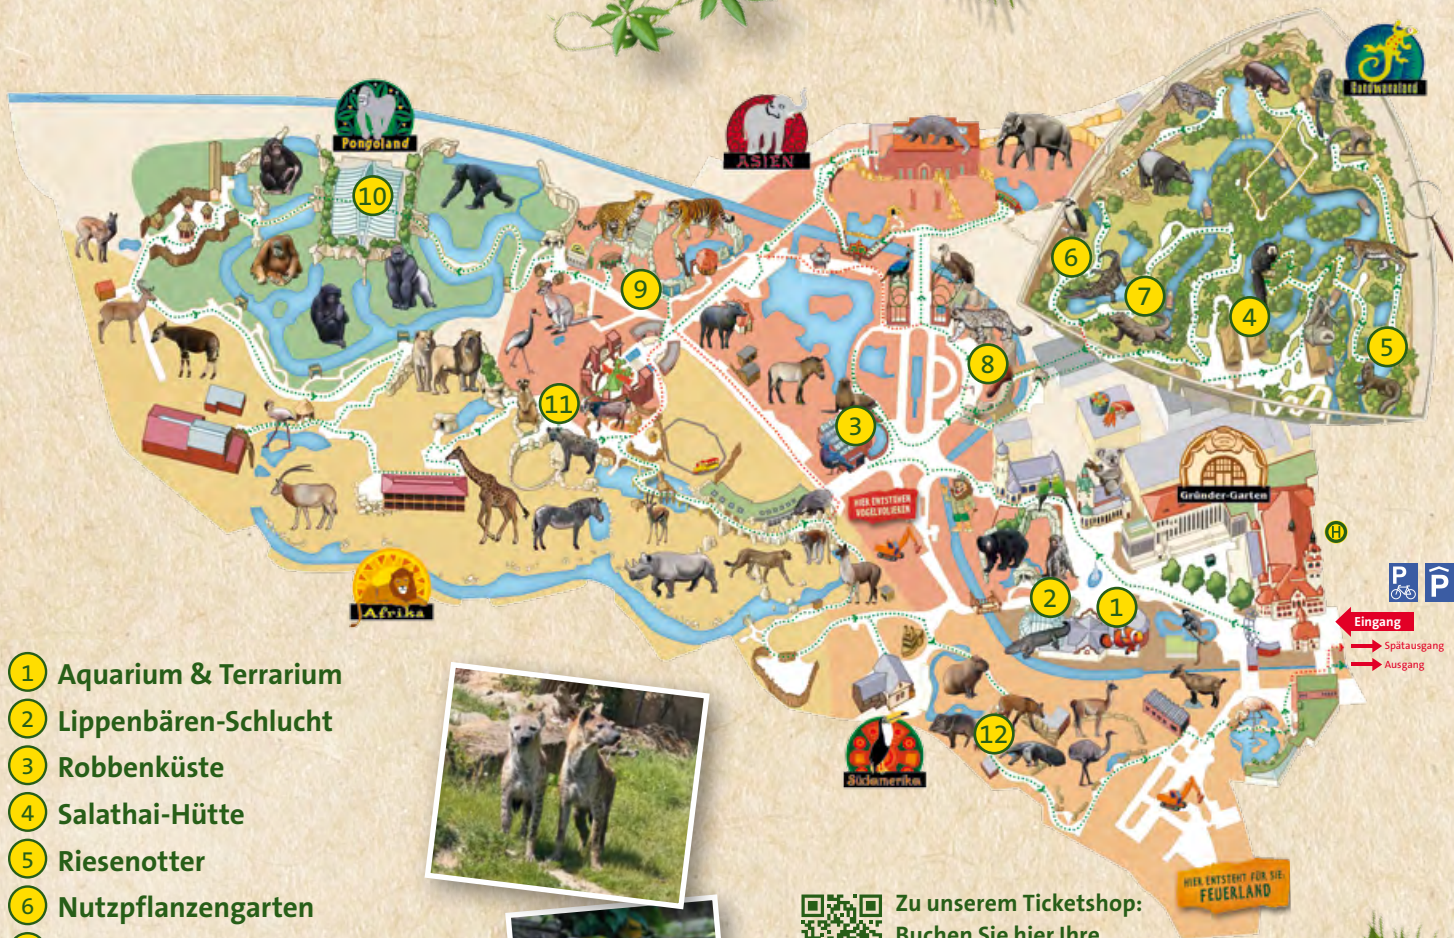 Gondwanaland
Pongoland
ASIEN
10
6
9
7
4
5
8
11
3
Gründer-Garten
HIER ENTSTEHEN
VOGELVOLIEREN
H
P
P
Afrika
2
1
Eingang
Spätausgang
Ausgang
12
Südamerika
1 Aquarium & Terrarium
2 Lippenbären-Schlucht
3 Robbenküste
4 Salathai-Hütte
5 Riesenotter
6 Nutzpflanzengarten
HIER ENTSTEHT FÜR SIE:
FEUERLAND
Zu unserem Ticketshop:
Buchen Sie hier Ihre